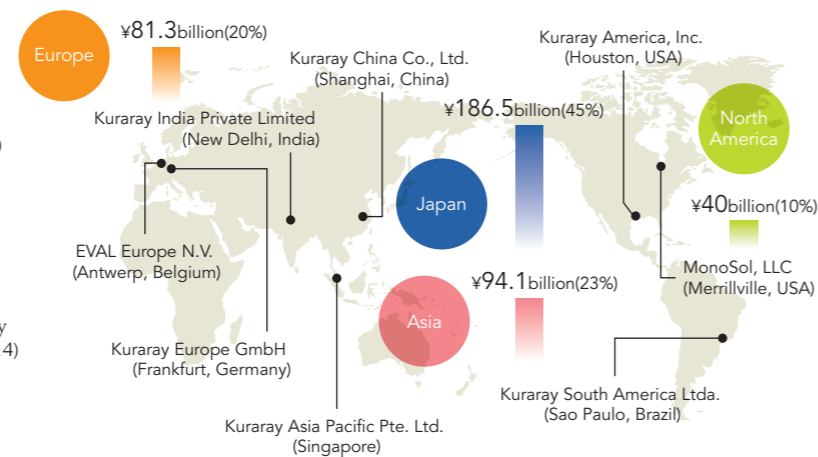 Europe
¥81.3billion(20%)
Kuraray China Co., Ltd.
(Shanghai, China)
Kuraray America, Inc.
(Houston, USA)
Kuraray India Private Limited
(New Delhi, India)
¥186.5billion(45%)
North
America
)
Japan
¥40billion(10%)
EVAL Europe N.V.
(Antwerp, Belgium)
MonoSol, LLC
(Merrillville, USA)
¥94.1billion(23%)
Asia
y
14)
Kuraray Europe GmbH
(Frankfurt, Germany)
Kuraray South America Ltda.
(Sao Paulo, Brazil)
Kuraray Asia Pacific Pte. Ltd.
(Singapore)